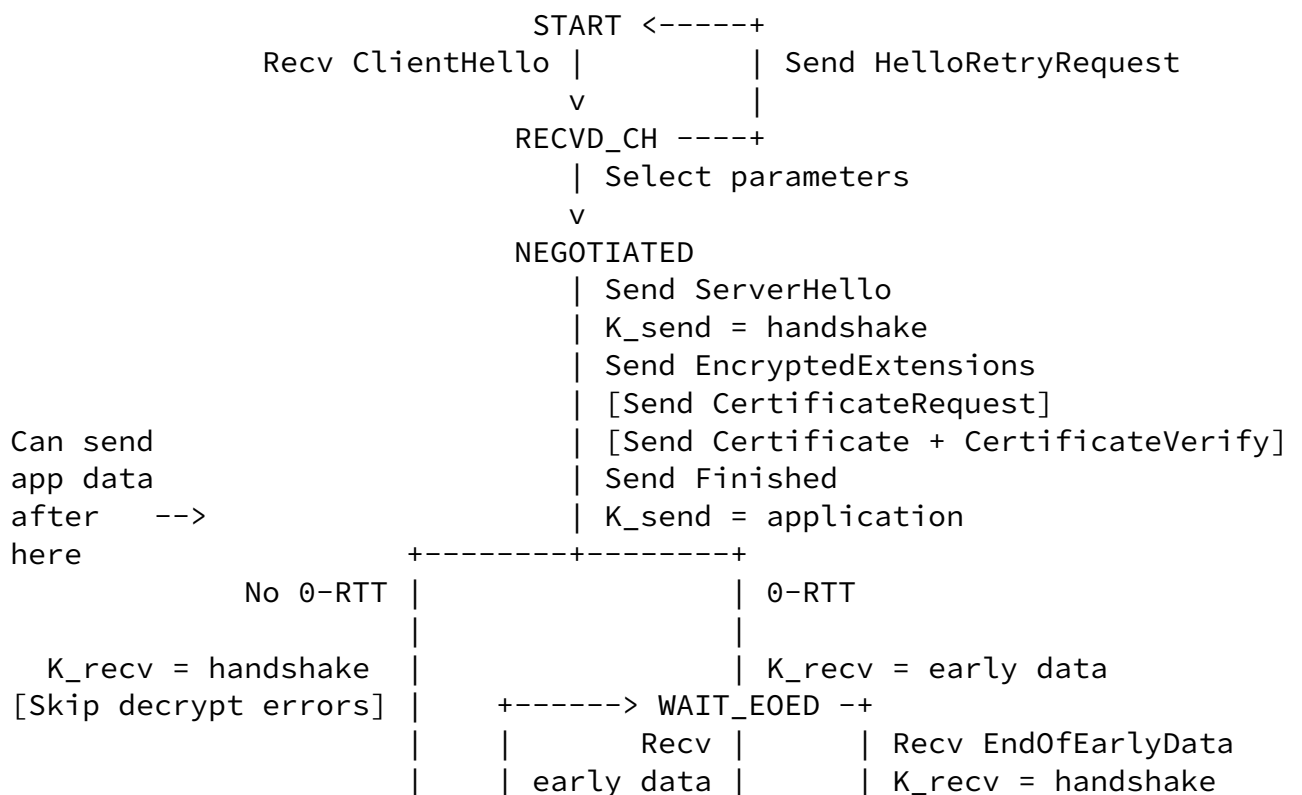 START <-----+
              Recv ClientHello |         | Send HelloRetryRequest
                               v         |
                            RECVD_CH ----+
                               | Select parameters
                               v
                            NEGOTIATED
                               | Send ServerHello
                               | K_send = handshake
                               | Send EncryptedExtensions
                               | [Send CertificateRequest]
Can send                       | [Send Certificate + CertificateVerify]
app data                       | Send Finished
after   -->                    | K_send = application
here                  +--------+--------+
             No 0-RTT |                 | 0-RTT
                      |                 |
  K_recv = handshake  |                 | K_recv = early data
[Skip decrypt errors] |    +------> WAIT_EOED -+
                      |    |       Recv |      | Recv EndOfEarlyData
                      |    | early data |      | K_recv = handshake